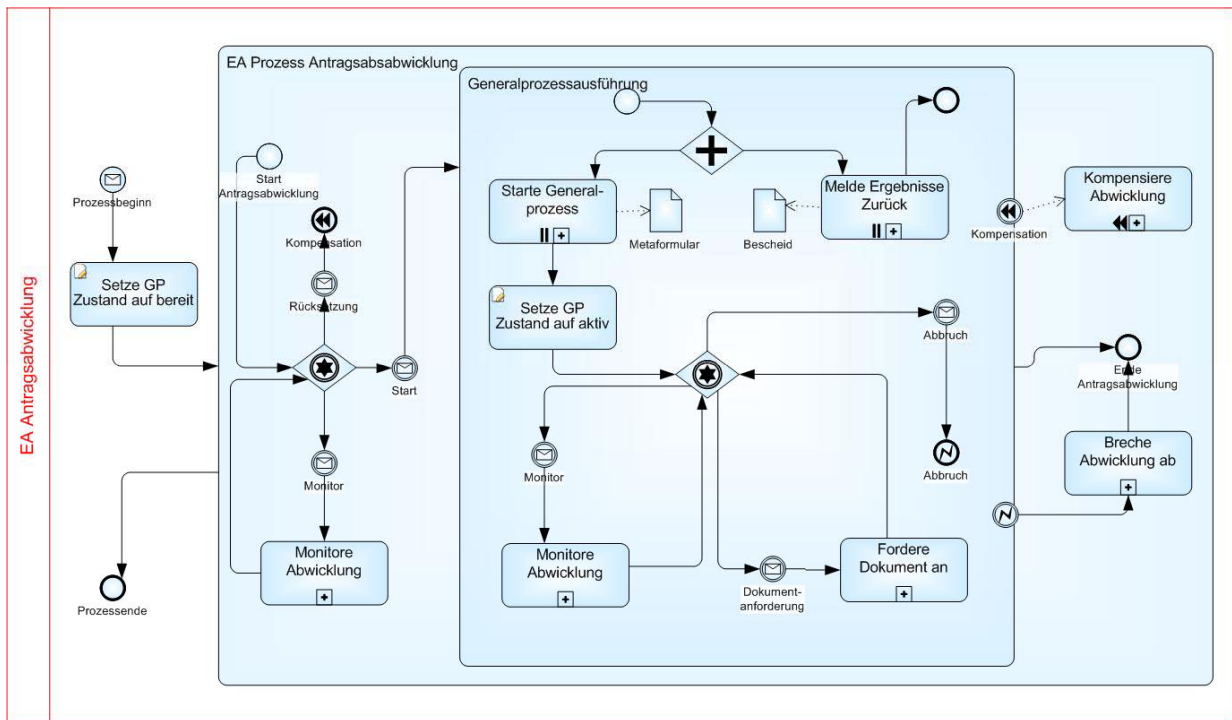 EA Antragsabwicklung
EA Prozess Antragsabsabwicklung
Generalprozessausführung
Prozessbeginn
Setze GP
Zustand auf bereit
Prozessende
Start
Antragsabwicklung
Kompensation
Rücksetzung
Start
Monitor
Monitore
Abwicklung
Starte General-
prozess
Metaformular
Bescheid
Melde Ergebnisse
Zurück
Setze GP
Zustand auf aktiv
Abbruch
Abbruch
Monitor
Monitore
Abwicklung
Dokument-
anforderung
Fordere
Dokument an
Kompensation
Kompensiere
Abwicklung
Ende
Antragsabwicklung
Breche
Abwicklung ab